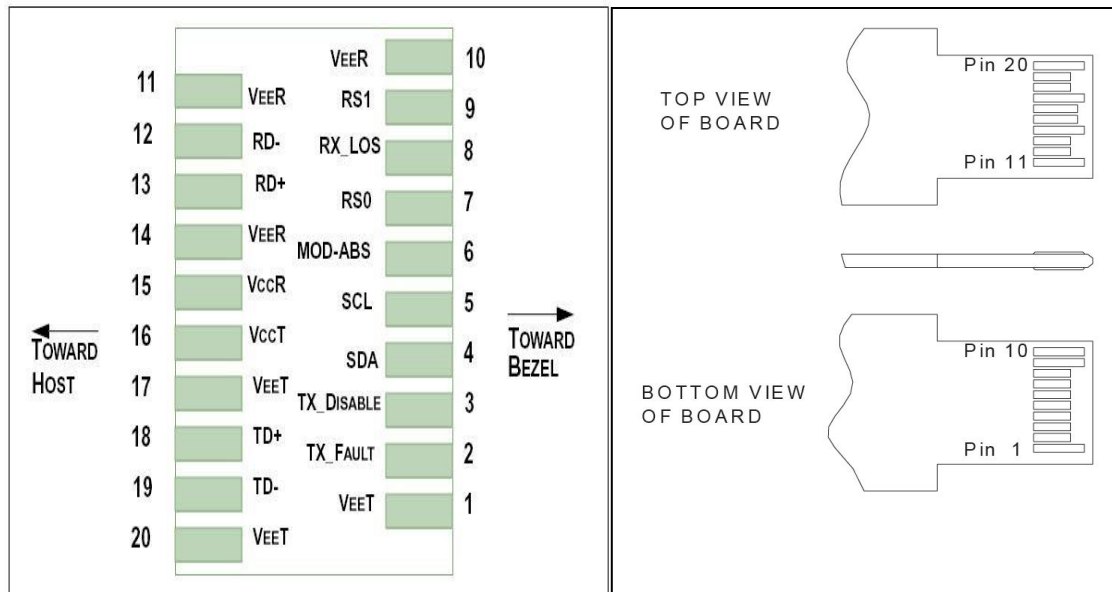 VEER 10
11 VEER
RS1 9
12 RD-
RX_LOS 8
13 RD+
RS0 7
14 VEER
MOD-ABS 6
15 VCCR
SCL 5
16 VCCT
SDA 4
17 VEET
TX_DISABLE 3
18 TD+
TX_FAULT 2
19 TD-
VEET 1
20 VEET
TOWARD
HOST
TOWARD
BEZEL
Pin 20
TOP VIEW
OF BOARD
Pin 11
Pin 10
BOTTOM VIEW
OF BOARD
Pin 1